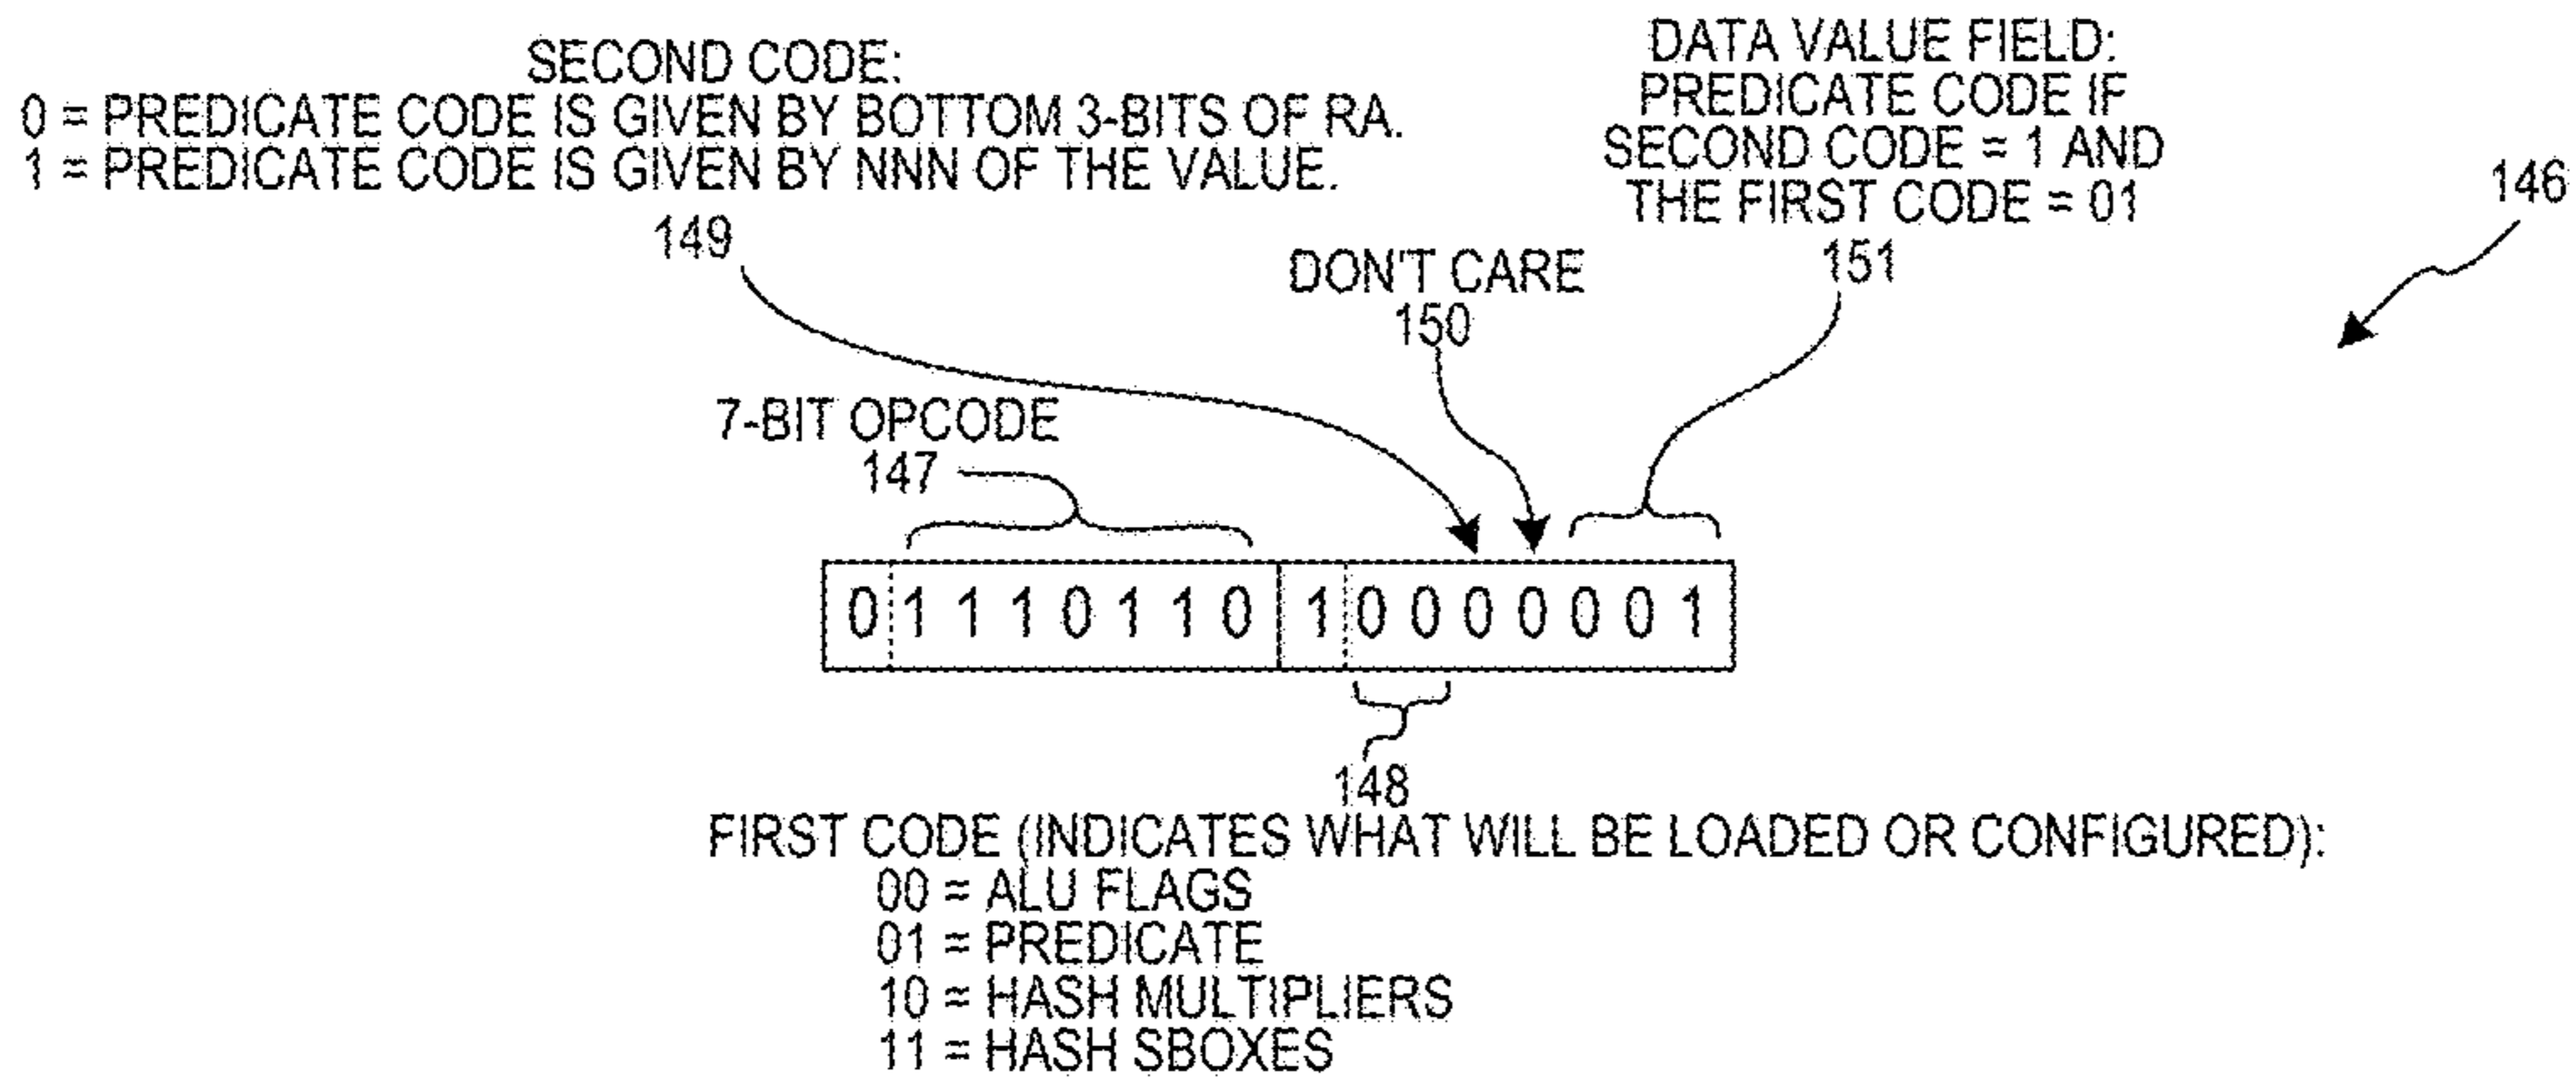 SECOND CODE:
0 = PREDICATE CODE IS GIVEN BY BOTTOM 3-BITS OF RA.
1 = PREDICATE CODE IS GIVEN BY NNN OF THE VALUE.
149
DATA VALUE FIELD:
PREDICATE CODE IF
SECOND CODE = 1 AND
THE FIRST CODE = 01
151
146
DON'T CARE
150
7-BIT OPCODE
147
0 1 1 1 0 1 1 0 1 0 0 0 0 0 0 1
148
FIRST CODE (INDICATES WHAT WILL BE LOADED OR CONFIGURED):
00 = ALU FLAGS
01 = PREDICATE
10 = HASH MULTIPLIERS
11 = HASH SBOXES